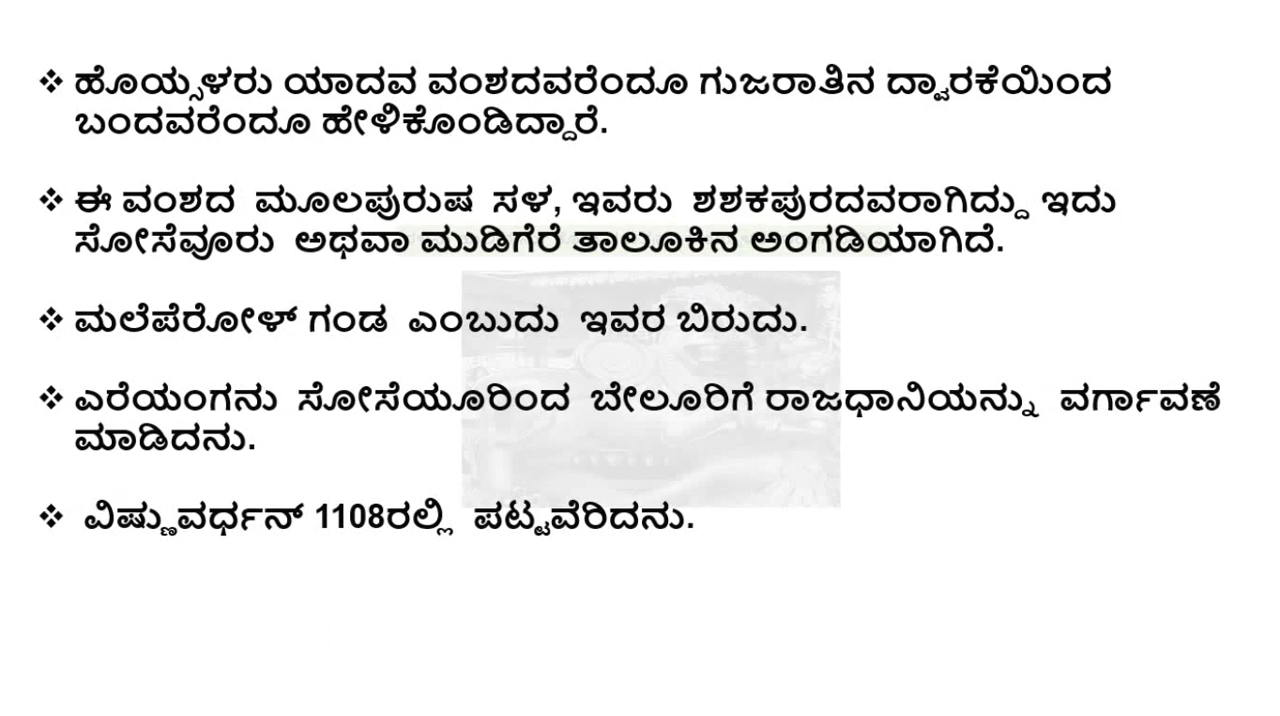 ❖ ಹೊಯ್ಸಳರು ಯಾದವ ವಂಶದವರೆಂದೂ ಗುಜರಾತಿನ ದ್ವಾರಕೆಯಿಂದ
ಬಂದವರೆಂದೂ ಹೇಳಿಕೊಂಡಿದ್ದಾರೆ.
❖ ಈ ವಂಶದ ಮೂಲಪುರುಷ ಸಳ, ಇವರು ಶಶಕಪುರದವರಾಗಿದ್ದು ಇದು
ಸೋಸೆವೂರು ಅಥವಾ ಮುಡಿಗೆರೆ ತಾಲೂಕಿನ ಅಂಗಡಿಯಾಗಿದೆ.
❖ ಮಲೆಪೆರೋಳ್ ಗಂಡ ಎಂಬುದು ಇವರ ಬಿರುದು.
❖ ಎರೆಯಂಗನು ಸೋಸೆಯೂರಿಂದ ಬೇಲೂರಿಗೆ ರಾಜಧಾನಿಯನ್ನು ವರ್ಗಾವಣೆ
ಮಾಡಿದನು.
❖ ವಿಷ್ಣುವರ್ಧನ್ 1108ರಲ್ಲಿ ಪಟ್ಟವೆರಿದನು.